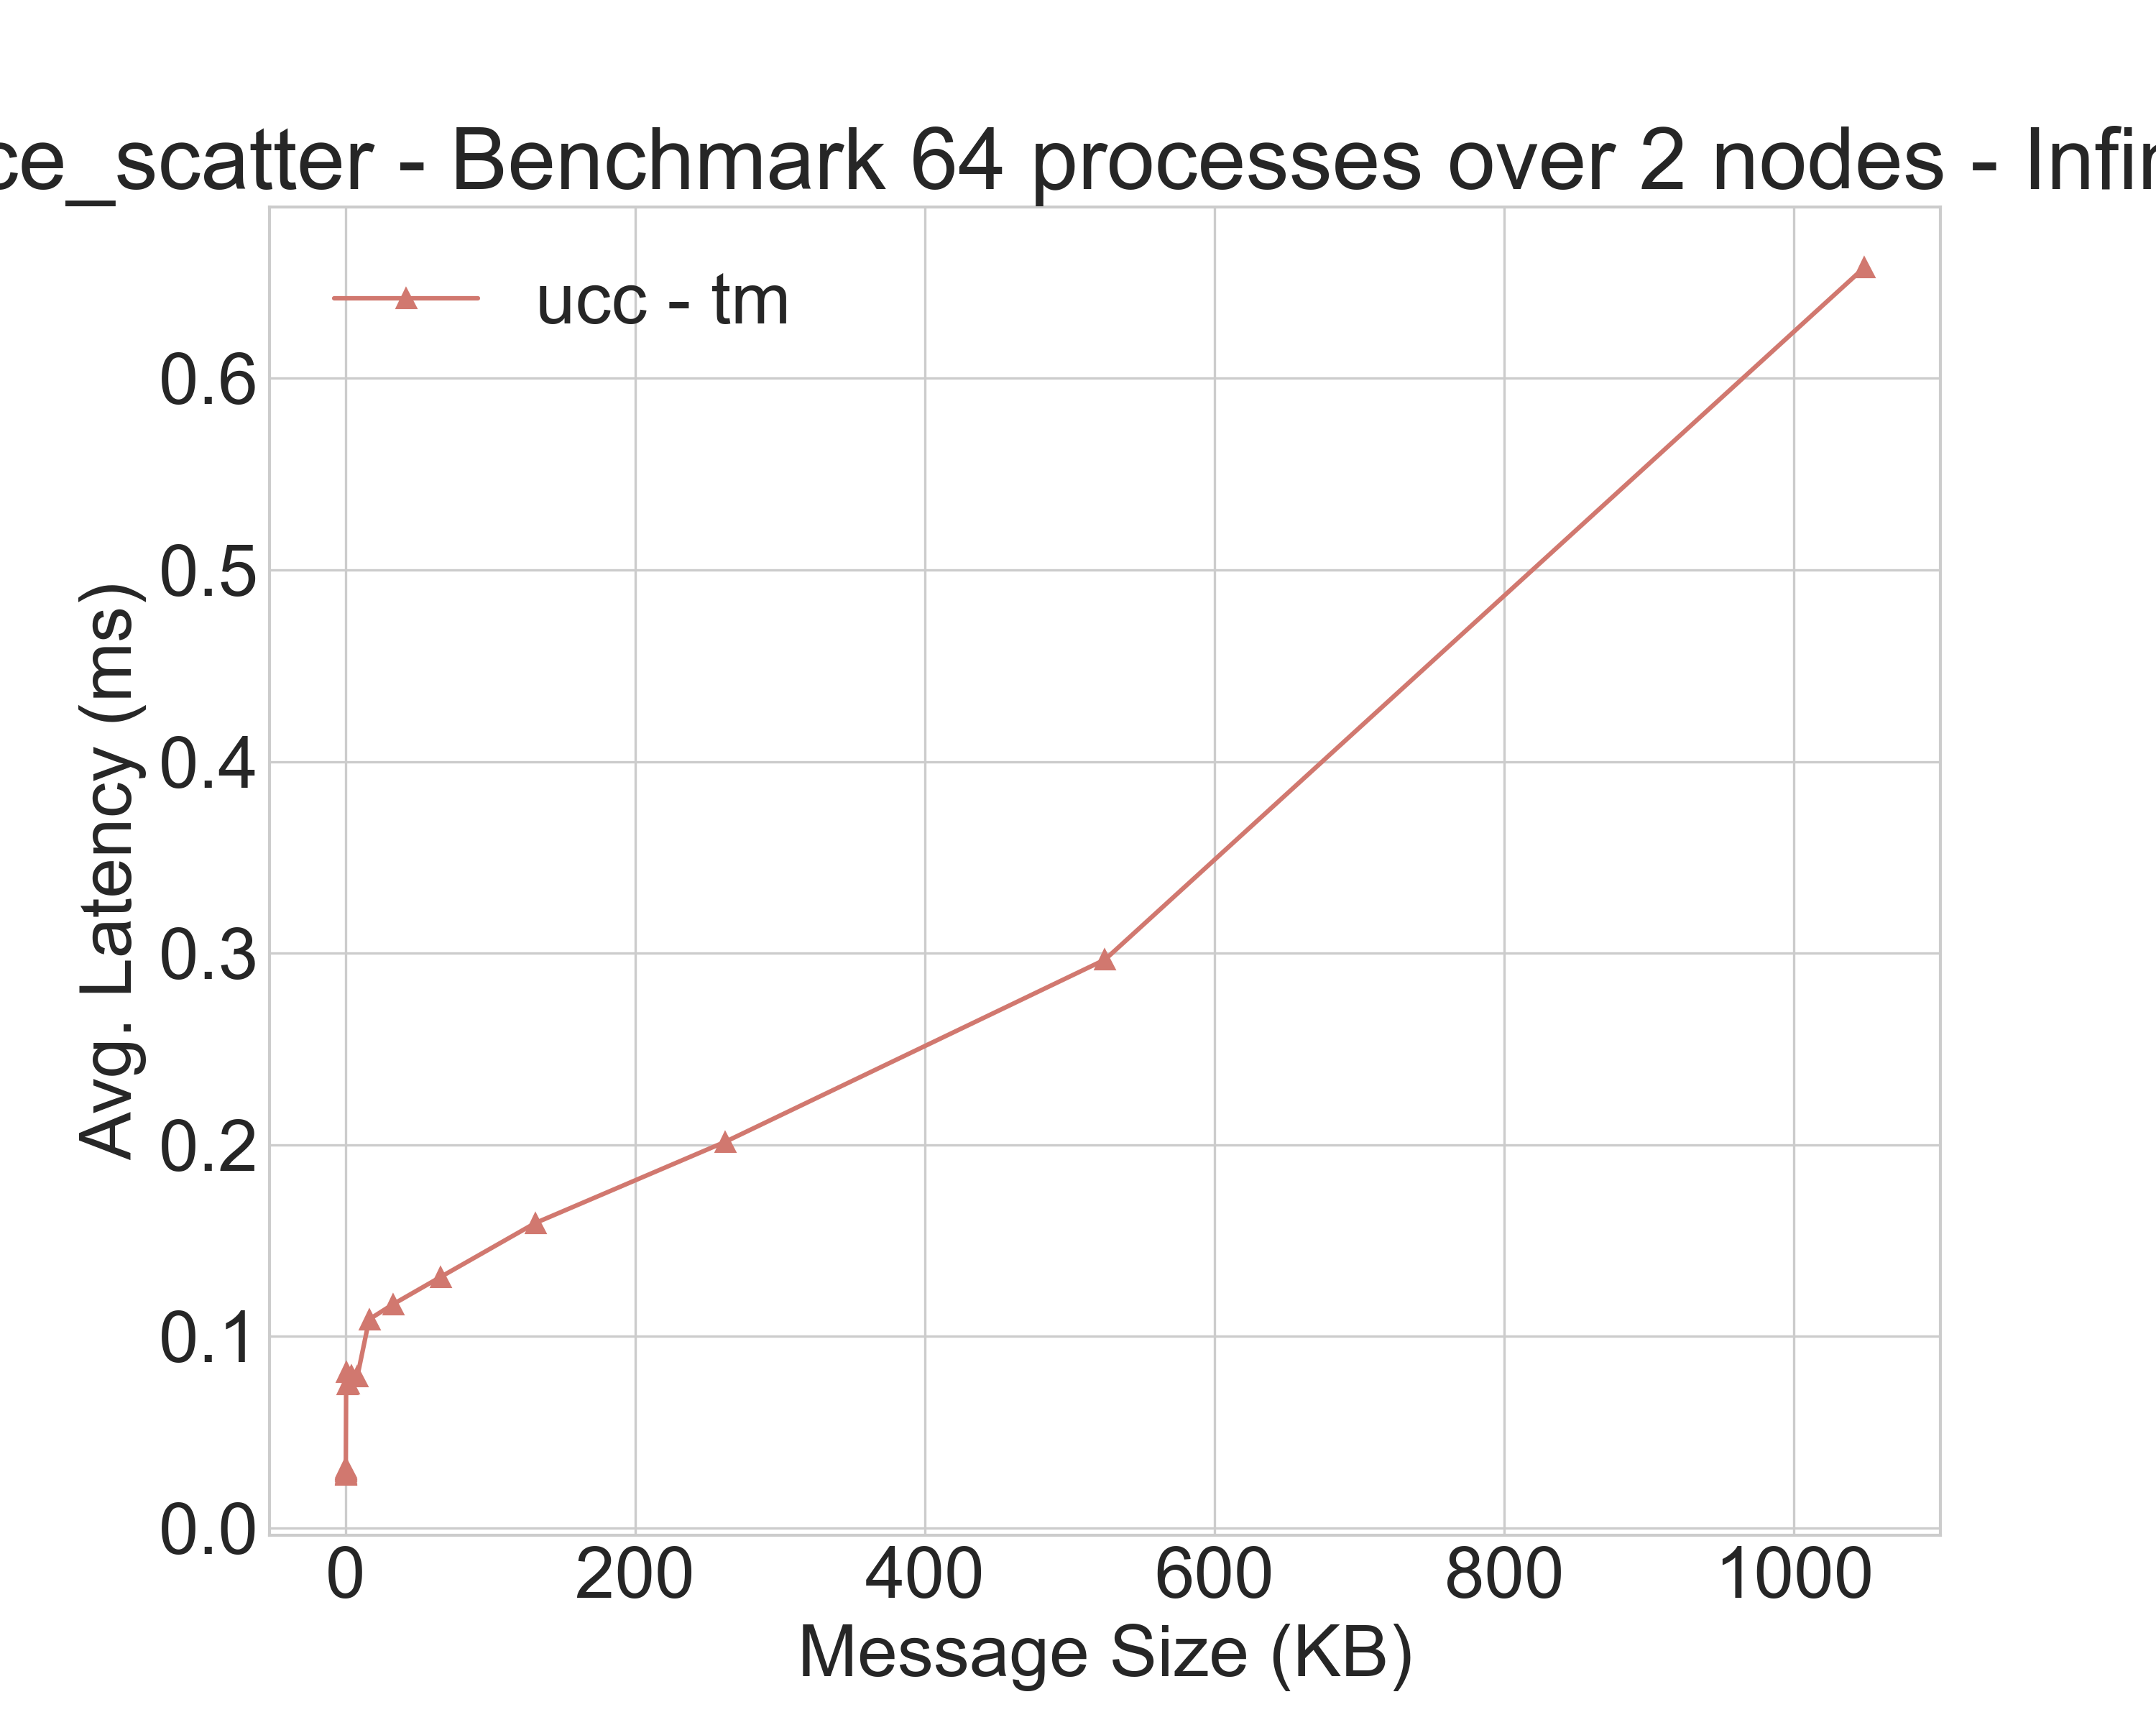 ce_scatter - Benchmark 64 processes over 2 nodes - Infin
ucc - tm
0.6
0.5
0.4
0.3
0.2
0.1
0.0
Avg. Latency (ms)
0 200 400 600 800 1000
Message Size (KB)